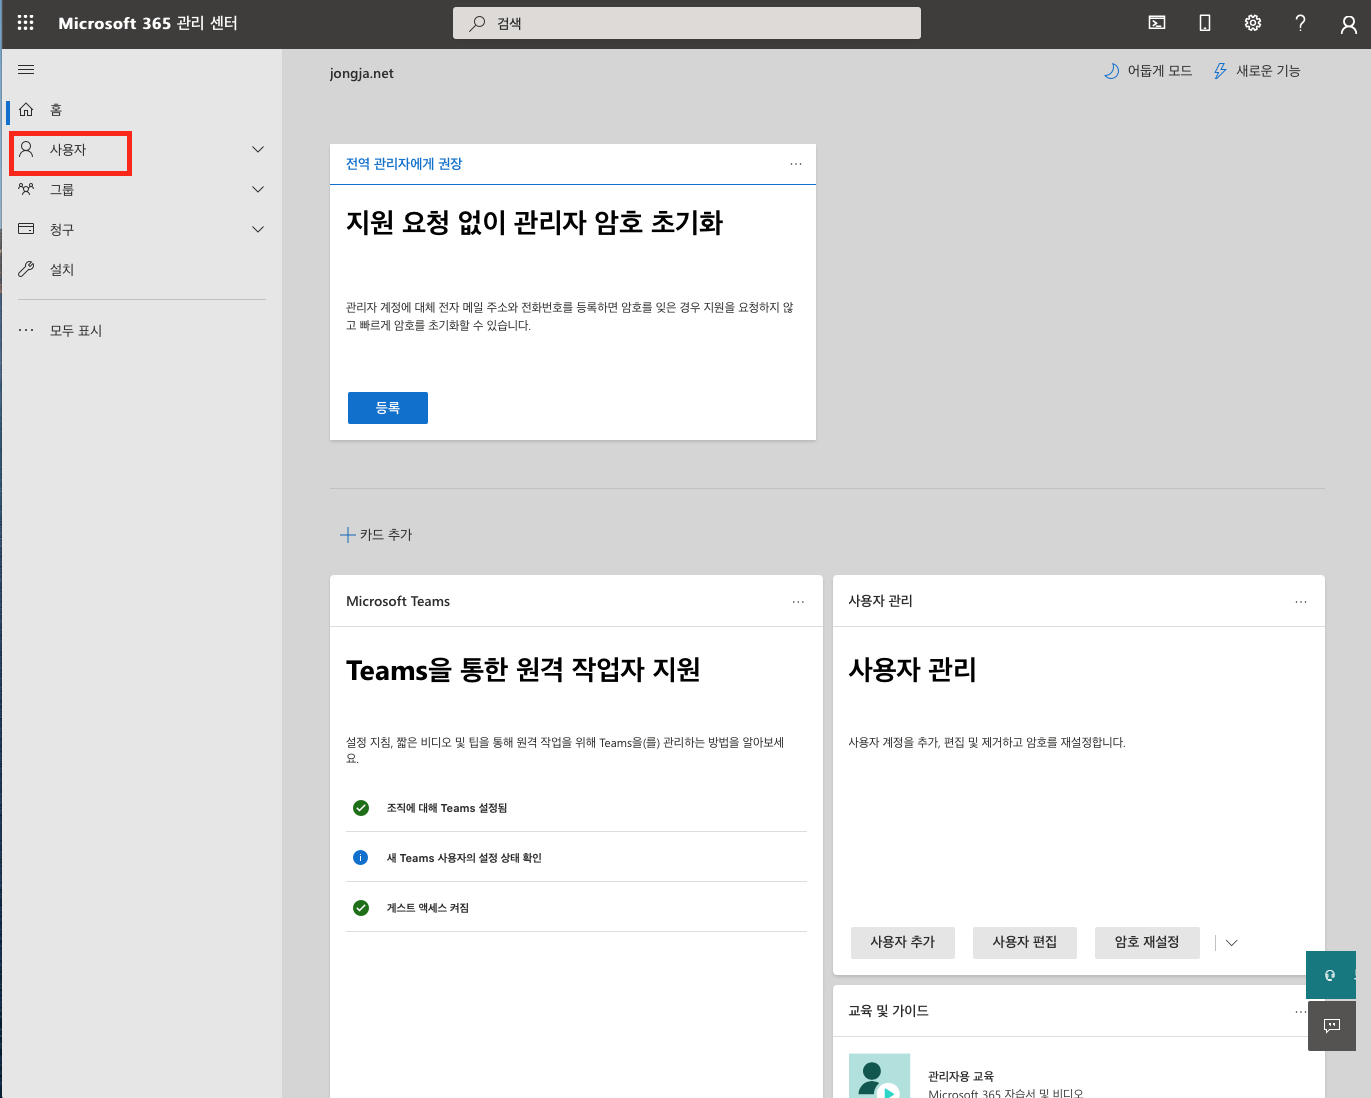 Microsoft 365 관리 센터
검색
jongja.net
어둡게 모드
새로운 기능
홈
사용자
그룹
청구
설치
모두 표시
전역 관리자에게 권장
지원 요청 없이 관리자 암호 초기화
관리자 계정에 대체 전자 메일 주소와 전화번호를 등록하면 암호를 잊은 경우 지원을 요청하지 않
고 빠르게 암호를 초기화할 수 있습니다.
등록
카드 추가
Microsoft Teams
Teams을 통한 원격 작업자 지원
설정 지침, 짧은 비디오 및 팁을 통해 원격 작업을 위해 Teams을(를) 관리하는 방법을 알아보세
요.
조직에 대해 Teams 설정됨
새 Teams 사용자의 설정 상태 확인
게스트 액세스 켜짐
사용자 관리
사용자 관리
사용자 계정을 추가, 편집 및 제거하고 암호를 재설정합니다.
사용자 추가
사용자 편집
암호 재설정
교육 및 가이드
관리자용 교육
Microsoft 365 자습서 및 비디오